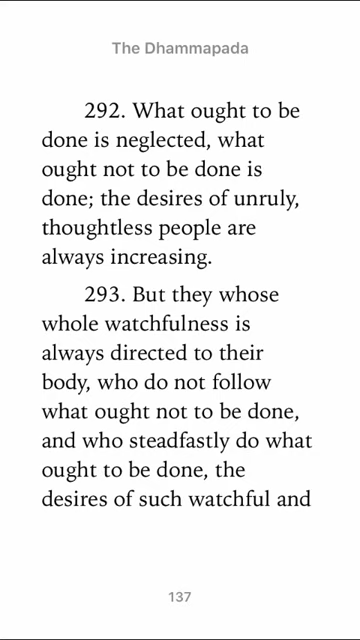 The Dhammapada
292. What ought to be
done is neglected, what
ought not to be done is
done; the desires of unruly,
thoughtless people are
always increasing.
293. But they whose
whole watchfulness is
always directed to their
body, who do not follow
what ought not to be done,
and who steadfastly do what
ought to be done, the
desires of such watchful and
137